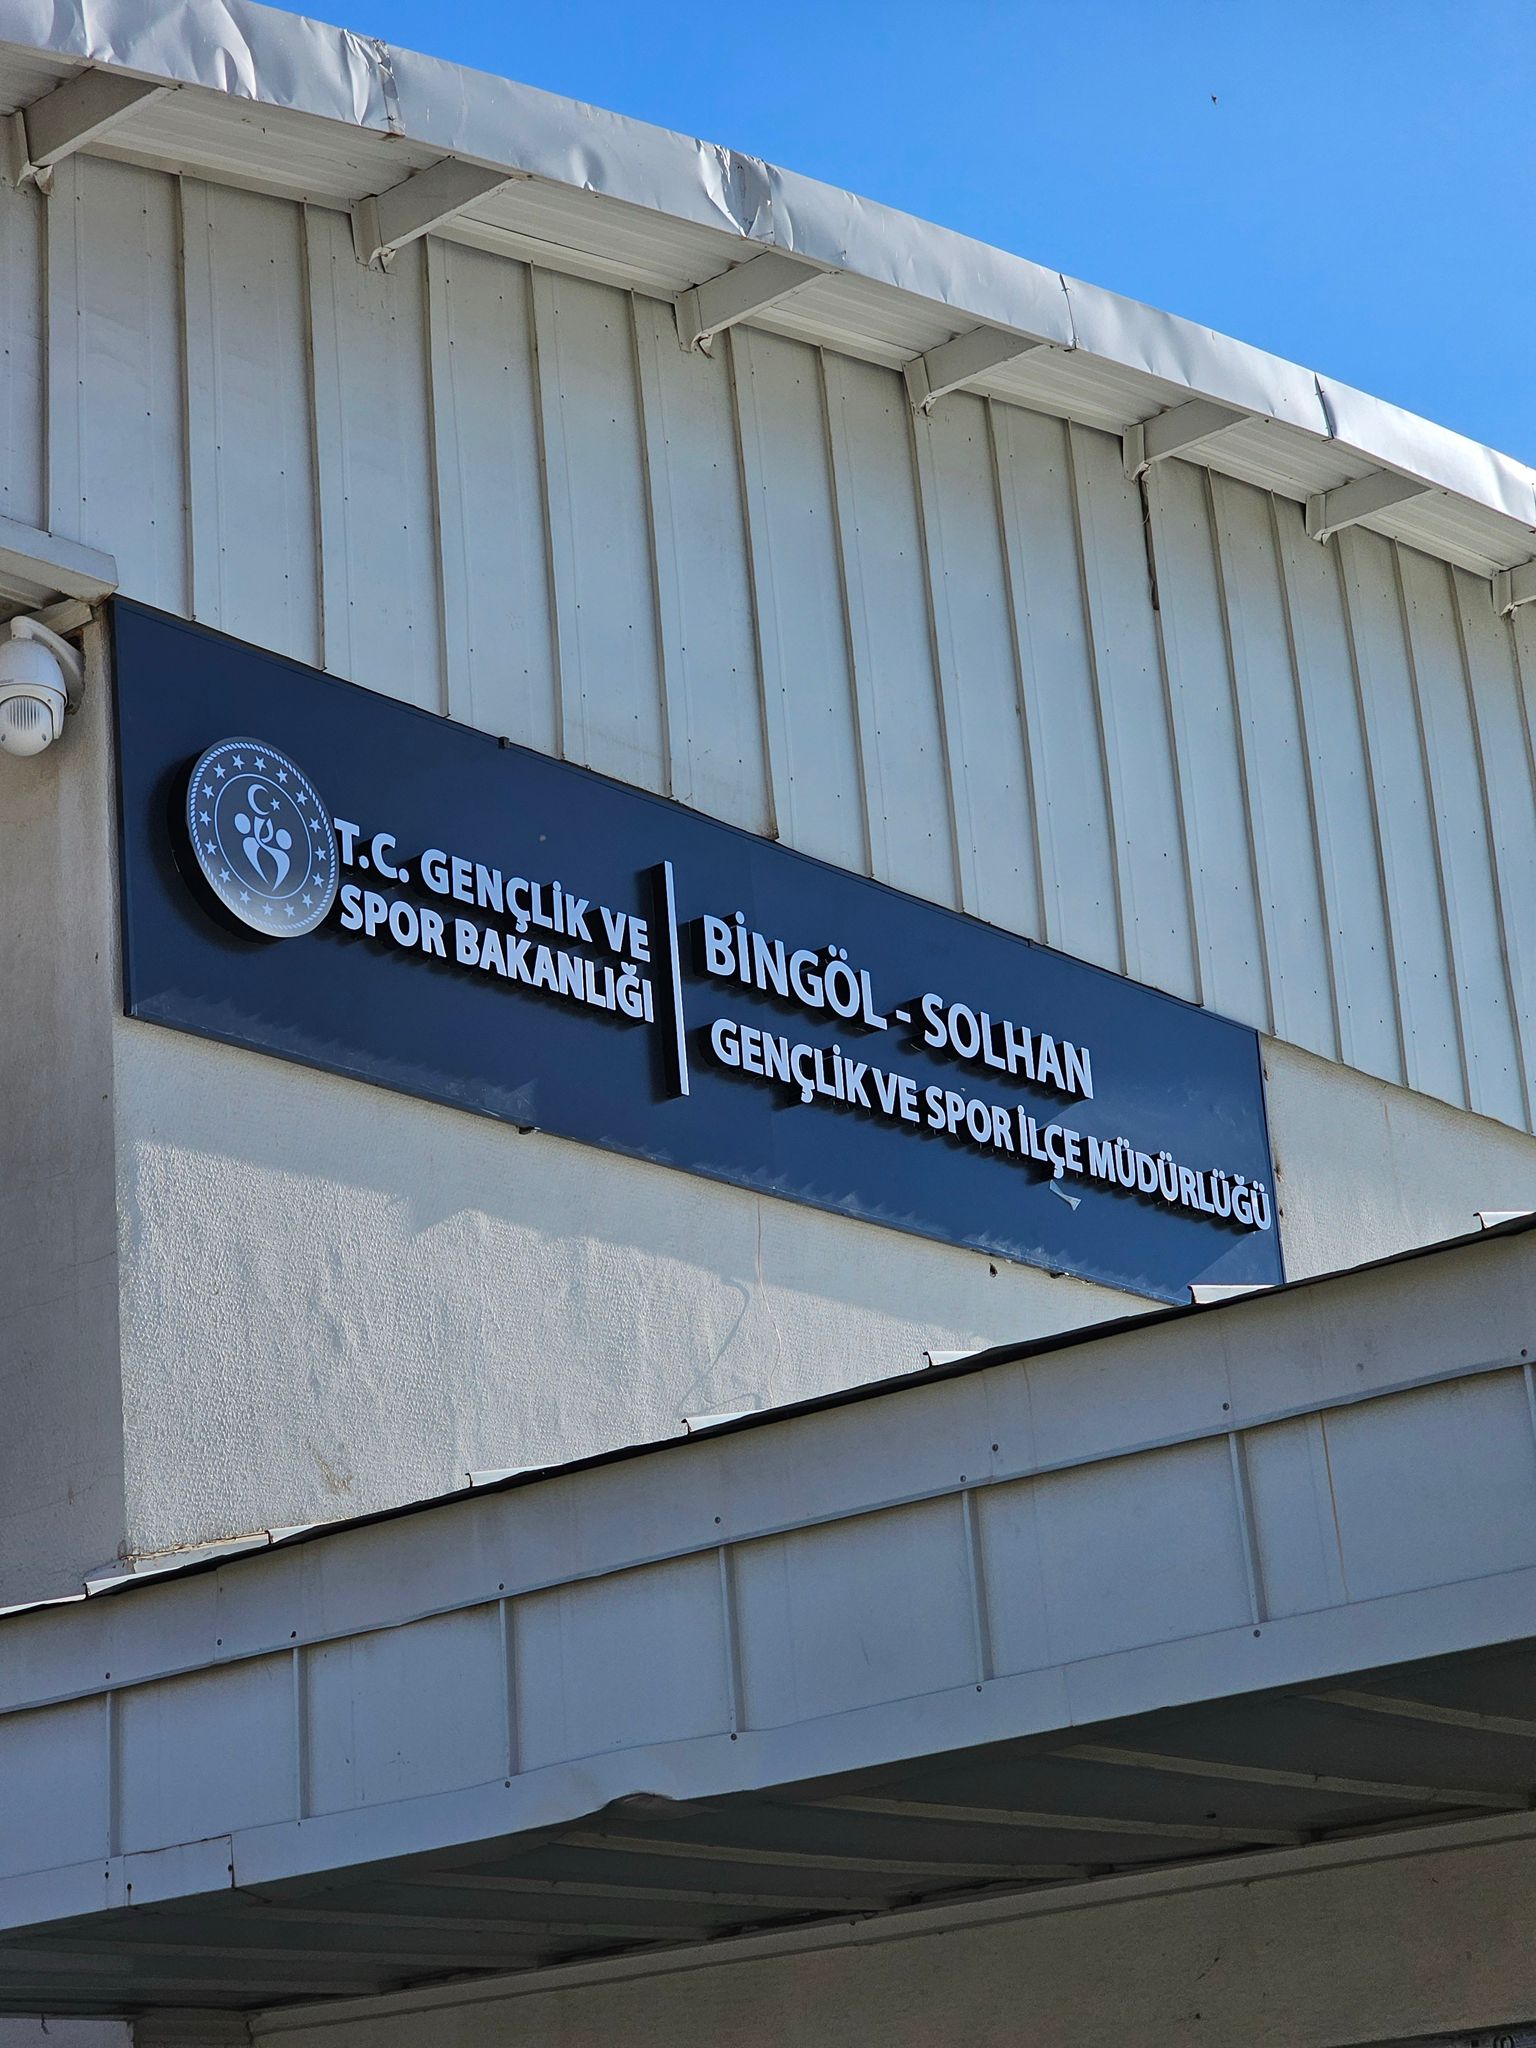 T.C. GENÇLİK VE
SPOR BAKANLIĞI
BİNGÖL - SOLHAN
GENÇLİK VE SPOR İLÇE MÜDÜRLÜĞÜ